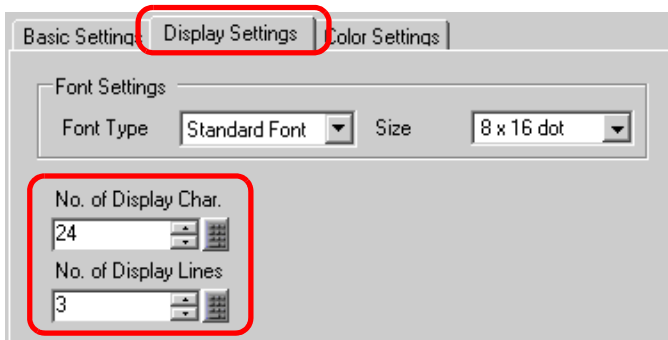 Basic Settings Display Settings Color Settings
Font Settings
Font Type Standard Font Size 8 x 16 dot
No. of Display Char.
24
No. of Display Lines
3